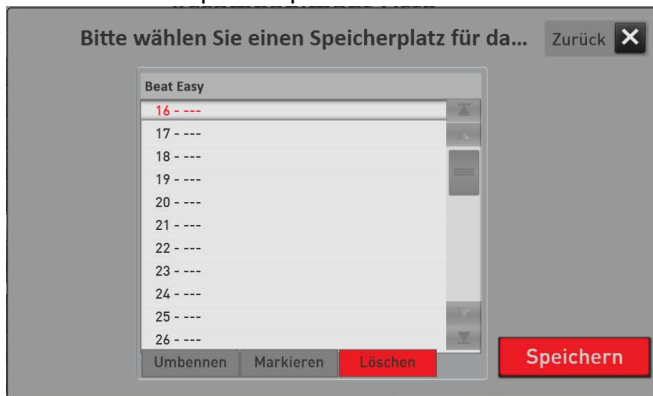 Bitte wählen Sie einen Speicherplatz für da...
Zurück
Beat Easy
16 - ---
17 - ---
18 - ---
19 - ---
20 - ---
21 - ---
22 - ---
23 - ---
24 - ---
25 - ---
26 - ---
Umbennen Markieren Löschen
Speichern